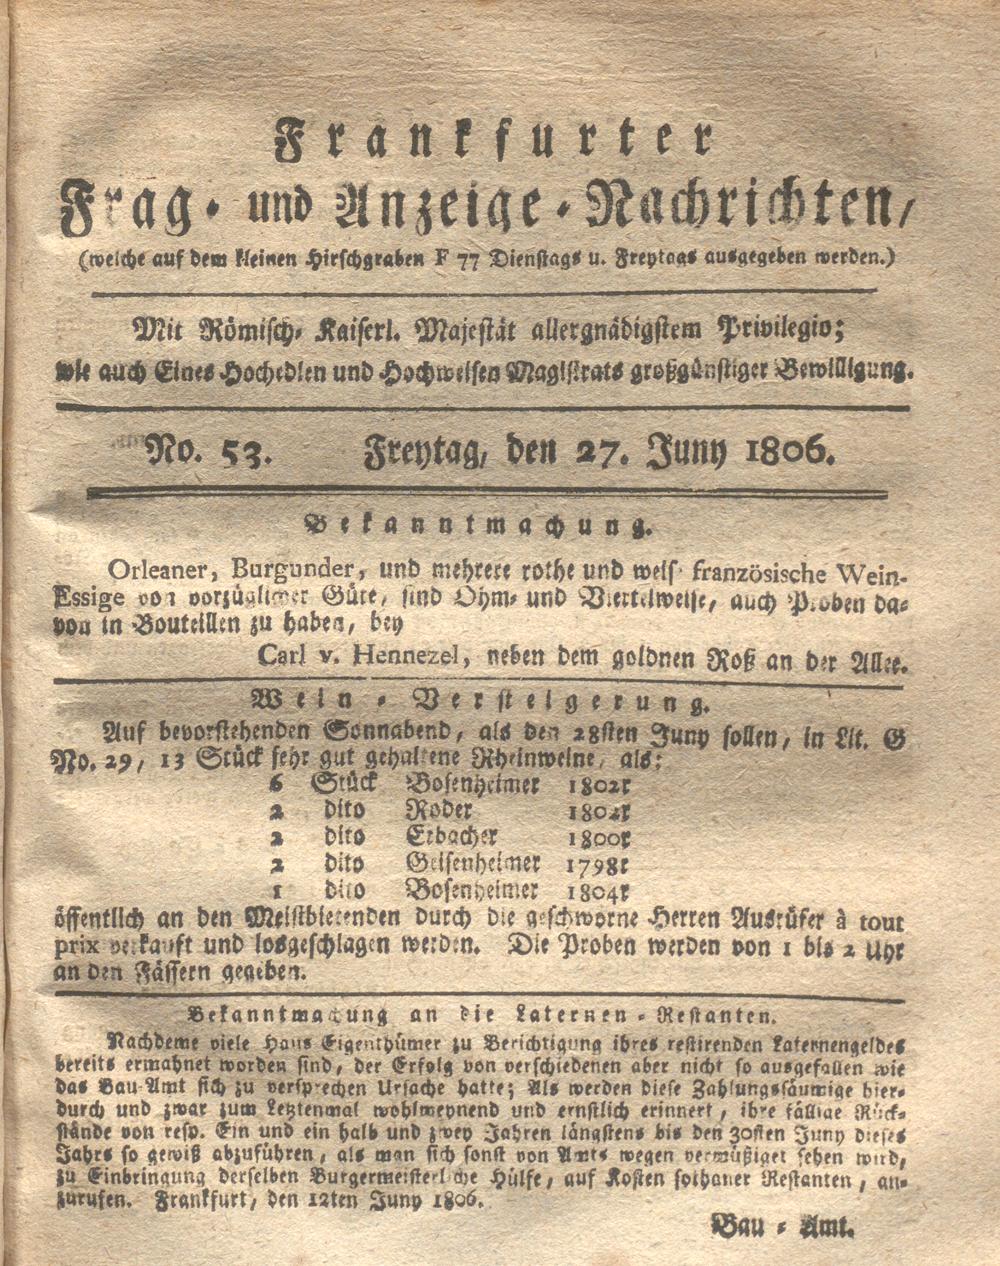 Frankfurter
Frag- und Anzeige-Nachrichten,
(welche auf dem kleinen Hirschgraben F 77 Dienstags u. Freytags ausgegeben werden.)
Mit Römisch- Kaiserl. Majestät allergnädigstem Privilegio;
wie auch Eines Hochedlen und Hochweisen Magistrats großgünstiger Bewilligung.
No. 53. Freytag, den 27. Juny 1806.
Bekanntmachung.
Orleaner, Burgunder, und mehrere rothe und weis französische Wein-
Essige von vorzüglicher Güte, sind Ohm- und Viertelweise, auch Proben da-
von in Bouteillen zu haben, bey
Carl v. Hennezel, neben dem goldnen Roß an der Allee.
Wein-Versteigerung.
Auf bevorstehenden Sonnabend, als den 28sten Juny sollen, in Lit. G
No. 29, 13 Stück sehr gut gehaltene Rheinweine, als:
6 Stück Bosenheimer 1802r
2 dito Roder 1802r
2 dito Erbacher 1800r
2 dito Geisenheimer 1798r
1 dito Bosenheimer 1804r
öffentlich an den Meistbietenden durch die geschworne Herren Ausrüfer à tout
prix verkauft und losgeschlagen werden. Die Proben werden von 1 bis 2 Uhr
an den Fässern gegeben.
Bekanntmachung an die Laternen-Restanten.
Nachdeme viele Haus Eigenthümer zu Berichtigung ihres restirenden Laternengeldes
bereits ermahnet worden sind, der Erfolg von verschiedenen aber nicht so ausgefallen wie
das Bau-Amt sich zu versprechen Ursache hatte; Als werden diese Zahlungssäumige hier-
durch und zwar zum Letztenmal wohlmeynend und ernstlich erinnert, ihre fällige Rück-
stände von resp. Ein und ein halb und zwey Jahren längstens bis den 30sten Juny dieses
Jahrs so gewiß abzuführen, als man sich sonst von Amts wegen vermüßiget sehen wird,
zu Einbringung derselben Burgermeisterliche Hülfe, auf Kosten sothaner Restanten, an-
zurufen. Frankfurt, den 12ten Juny 1806.
Bau-Amt.